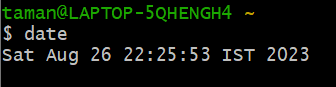 taman@LAPTOP-5QHENGH4 ~
$ date
Sat Aug 26 22:25:53 IST 2023